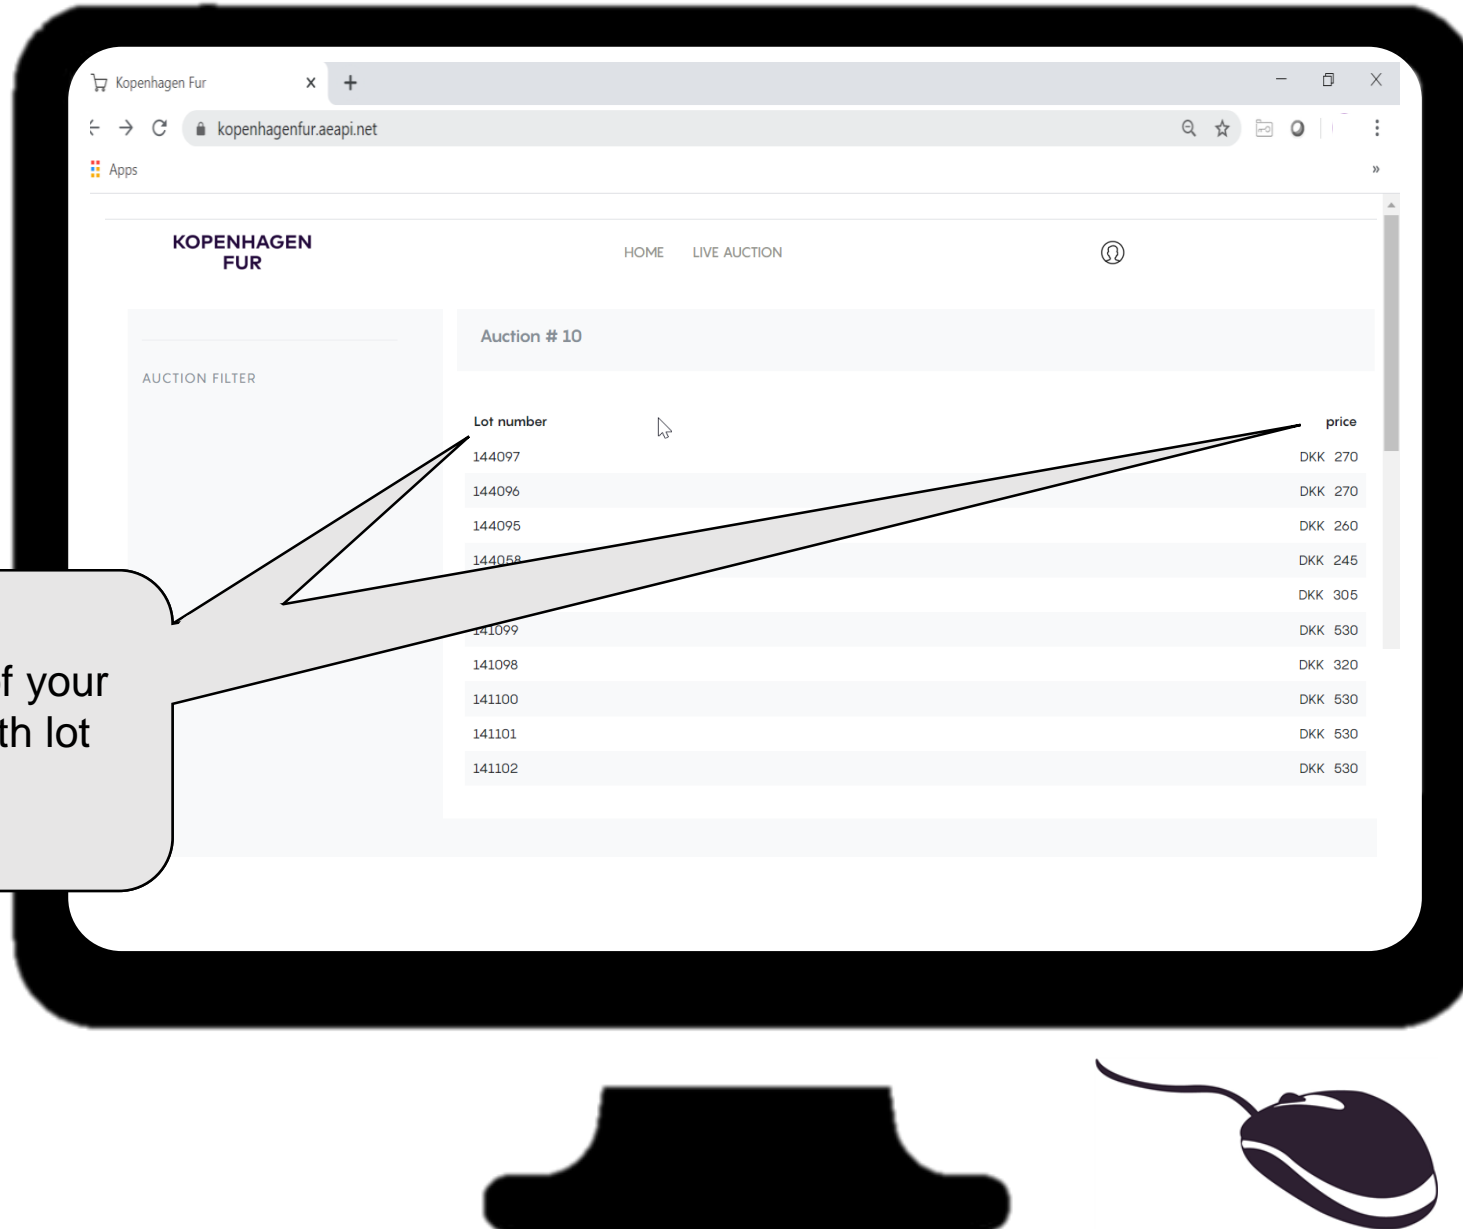 Kopenhagen Fur
kopenhagenfur.aeapi.net
Apps
KOPENHAGEN
FUR
HOME LIVE AUCTION
AUCTION FILTER
Auction # 10
Lot number price
144097 DKK 270
144096 DKK 270
144095 DKK 260
144058 DKK 245
DKK 305
141099 DKK 530
141098 DKK 320
141100 DKK 530
141101 DKK 530
141102 DKK 530
your
lot